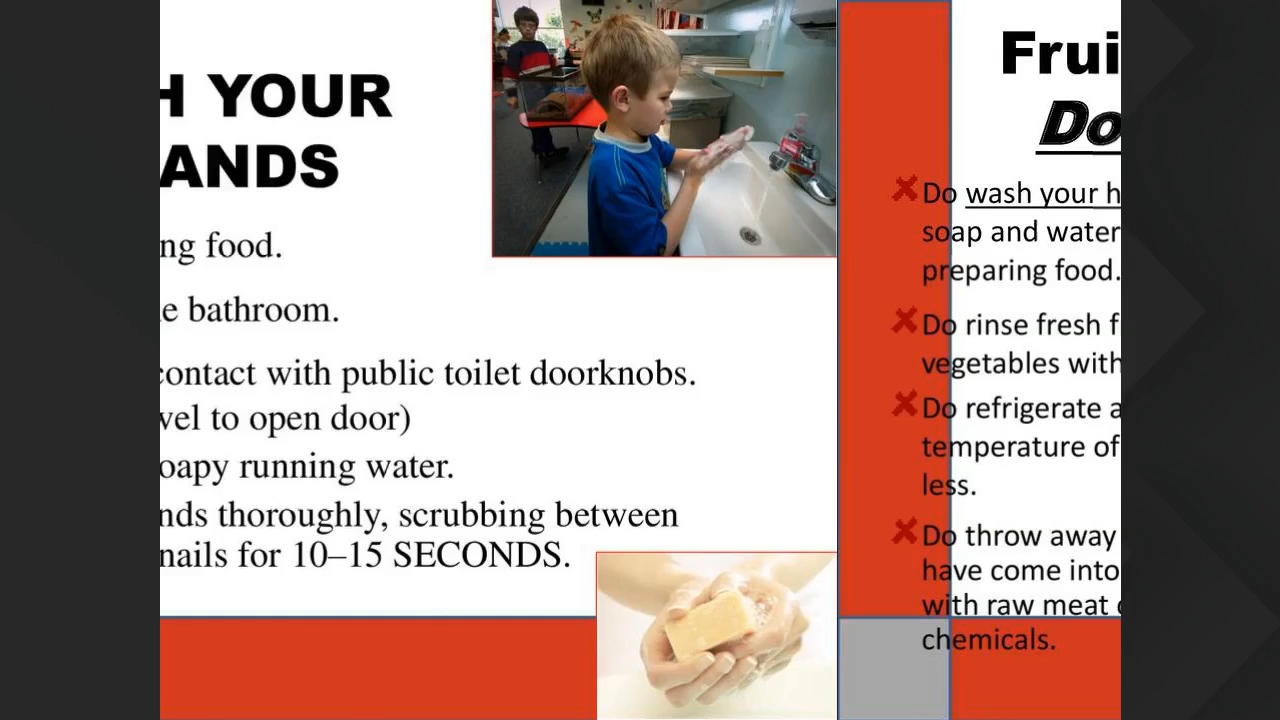 H YOUR
ANDS
ng food.
e bathroom.
contact with public toilet doorknobs.
vel to open door)
oapy running water.
nds thoroughly, scrubbing between
nails for 10–15 SECONDS.
Frui
Do
Do wash your h
soap and water
preparing food.
Do rinse fresh f
vegetables with
Do refrigerate a
temperature of
less.
Do throw away
have come into
with raw meat o
chemicals.